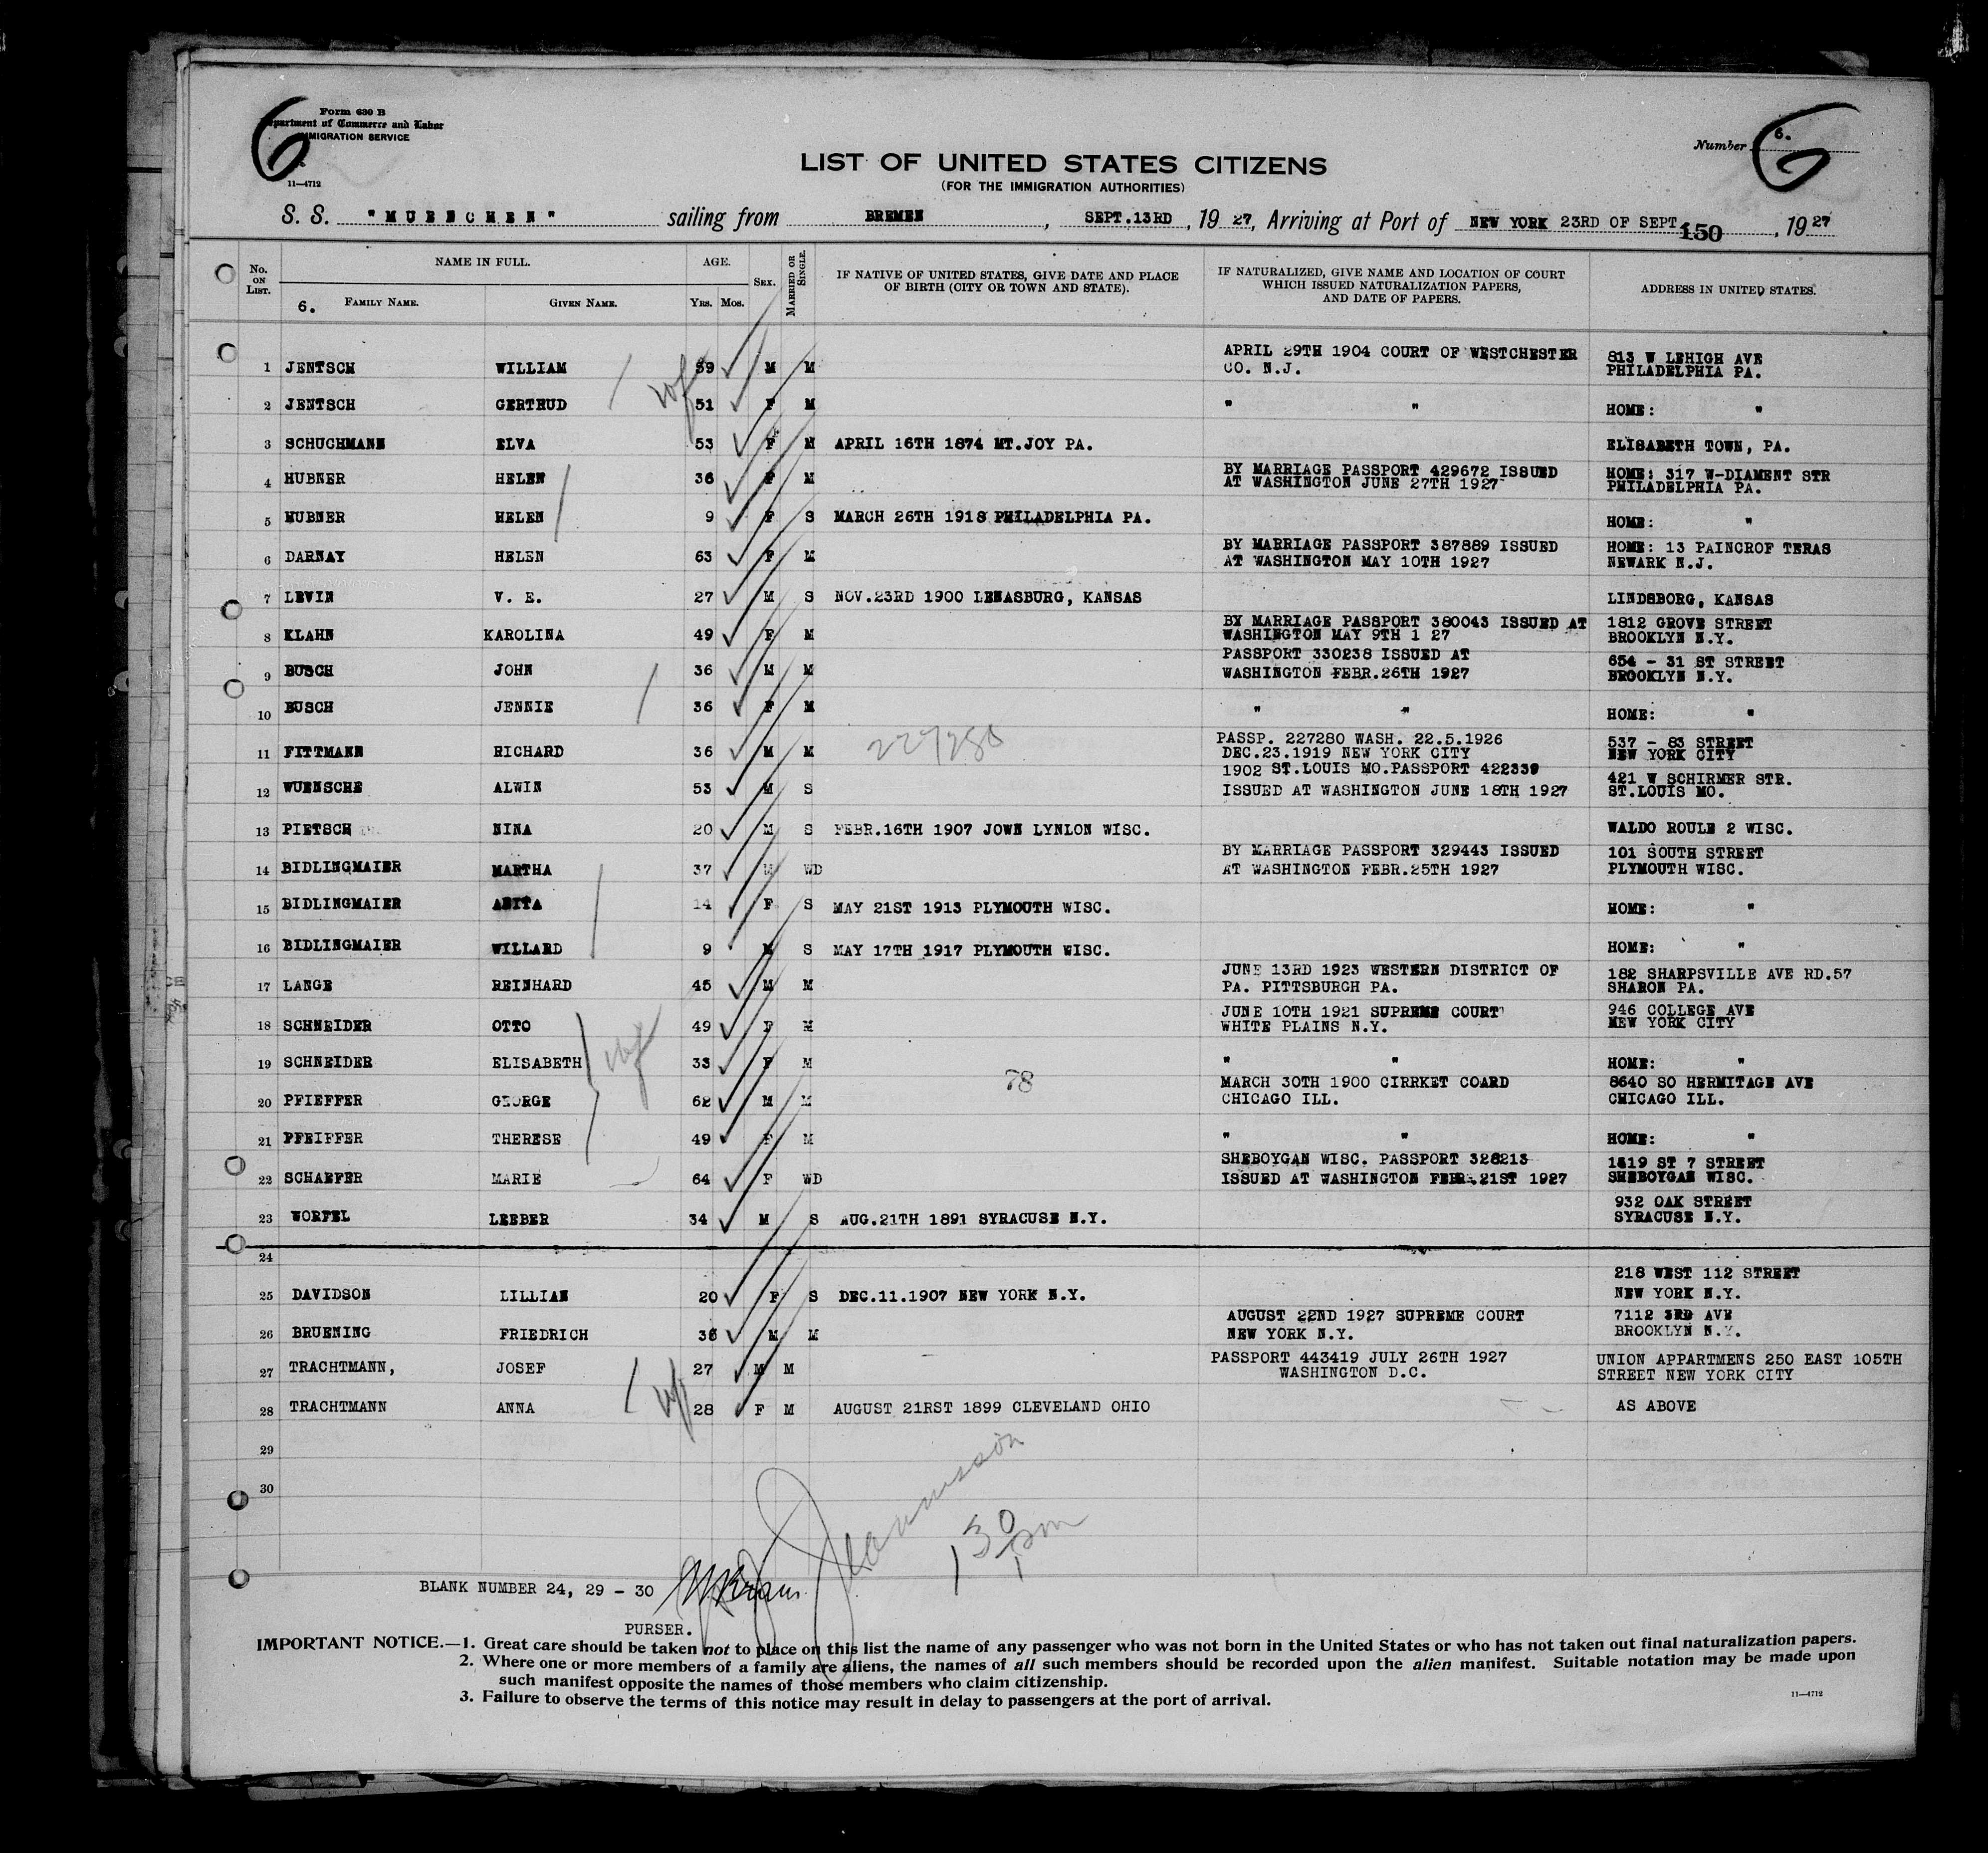 6
Form 630 B
Department of Commerce and Labor
IMMIGRATION SERVICE
11—4712
Number 6.
6
LIST OF UNITED STATES CITIZENS
(FOR THE IMMIGRATION AUTHORITIES)
S. S. "MUENCHEN" sailing from BREMEN, SEPT.13RD, 19 27, Arriving at Port of NEW YORK 23RD OF SEPT 150, 19 27
No. ON LIST. NAME IN FULL. AGE. SEX. MARRIED OR SINGLE. IF NATIVE OF UNITED STATES, GIVE DATE AND PLACE OF BIRTH (CITY OR TOWN AND STATE). IF NATURALIZED, GIVE NAME AND LOCATION OF COURT WHICH ISSUED NATURALIZATION PAPERS, AND DATE OF PAPERS. ADDRESS IN UNITED STATES.
6. FAMILY NAME. GIVEN NAME. YRS. MOS.
APRIL 29TH 1904 COURT OF WESTCHESTER 813 W LEHIGH AVE
1 JENTSCH WILLIAM 59 M M CO. N.J. PHILADELPHIA PA.
2 JENTSCH GERTRUD 51 F M " " HOME: "
3 SCHUCHMANN ELVA 53 F M APRIL 16TH 1874 MT.JOY PA. ELISABETH TOWN, PA.
BY MARRIAGE PASSPORT 429672 ISSUED HOME: 317 W-DIAMENT STR
4 HUBNER HELEN 36 F M AT WASHINGTON JUNE 27TH 1927 PHILADELPHIA PA.
5 HUBNER HELEN 9 F S MARCH 26TH 1918 PHILADELPHIA PA. HOME: "
BY MARRIAGE PASSPORT 387889 ISSUED HOME: 13 PAINCROF TERAS
6 DARNAY HELEN 63 F M AT WASHINGTON MAY 10TH 1927 NEWARK N.J.
7 LEVIN V. E. 27 M S NOV.23RD 1900 LENASBURG, KANSAS LINDSBORG, KANSAS
BY MARRIAGE PASSPORT 380043 ISSUED AT 1812 GROVE STREET
8 KLAHN KAROLINA 49 F M WASHINGTON MAY 9TH 1 27 BROOKLYN N.Y.
PASSPORT 330238 ISSUED AT 654 - 31 ST STREET
9 BUSCH JOHN 36 M M WASHINGTON FEBR.26TH 1927 BROOKLYN N.Y.
10 BUSCH JENNIE 36 F M " " HOME: "
227280 PASSP. 227280 WASH. 22.5.1926 537 - 83 STREET
11 FITTMANN RICHARD 36 M M DEC.23.1919 NEW YORK CITY NEW YORK CITY
1902 ST.LOUIS MO.PASSPORT 422339 421 W SCHIRMER STR.
12 WUENSCHE ALWIN 53 M S ISSUED AT WASHINGTON JUNE 18TH 1927 ST.LOUIS MO.
13 PIETSCH NINA 20 M S FEBR.16TH 1907 JOWN LYNLON WISC. WALDO ROULE 2 WISC.
BY MARRIAGE PASSPORT 329443 ISSUED 101 SOUTH STREET
14 BIDLINGMAIER MARTHA 37 WD AT WASHINGTON FEBR.25TH 1927 PLYMOUTH WISC.
15 BIDLINGMAIER ANITA 14 F S MAY 21ST 1913 PLYMOUTH WISC. HOME: "
16 BIDLINGMAIER WILLARD 9 M S MAY 17TH 1917 PLYMOUTH WISC. HOME: "
JUNE 13RD 1923 WESTERN DISTRICT OF 182 SHARPSVILLE AVE RD.57
17 LANGE REINHARD 45 M M PA. PITTSBURGH PA. SHARON PA.
JUNE 10TH 1921 SUPREME COURT 946 COLLEGE AVE
18 SCHNEIDER OTTO 49 F M WHITE PLAINS N.Y. NEW YORK CITY
19 SCHNEIDER ELISABETH 33 F M " " HOME: "
78 MARCH 30TH 1900 CIRRKET COARD 8640 SO HERMITAGE AVE
20 PFIEFFER GEORGE 62 M M CHICAGO ILL. CHICAGO ILL.
21 PFEIFFER THERESE 49 F M " " HOME: "
SHEBOYGAN WISC. PASSPORT 328213 1419 ST 7 STREET
22 SCHAEFER MARIE 64 F WD ISSUED AT WASHINGTON FEBR.21ST 1927 SHEBOYGAN WISC.
932 OAK STREET
23 WORFEL LEEBER 34 M S AUG.21TH 1891 SYRACUSE N.Y. SYRACUSE N.Y.
24
218 WEST 112 STREET
25 DAVIDSON LILLIAN 20 F S DEC.11.1907 NEW YORK N.Y. NEW YORK N.Y.
AUGUST 22ND 1927 SUPREME COURT 7112 3RD AVE
26 BRUENING FRIEDRICH 36 M M NEW YORK N.Y. BROOKLYN N.Y.
PASSPORT 443419 JULY 26TH 1927 UNION APPARTMENS 250 EAST 105TH
27 TRACHTMANN, JOSEF 27 M M WASHINGTON D.C. STREET NEW YORK CITY
28 TRACHTMANN ANNA 28 F M AUGUST 21RST 1899 CLEVELAND OHIO AS ABOVE
29
30
130 pm
BLANK NUMBER 24, 29 - 30
PURSER.
IMPORTANT NOTICE.—1. Great care should be taken not to place on this list the name of any passenger who was not born in the United States or who has not taken out final naturalization papers.
2. Where one or more members of a family are aliens, the names of all such members should be recorded upon the alien manifest. Suitable notation may be made upon
such manifest opposite the names of those members who claim citizenship.
3. Failure to observe the terms of this notice may result in delay to passengers at the port of arrival.
11—4712